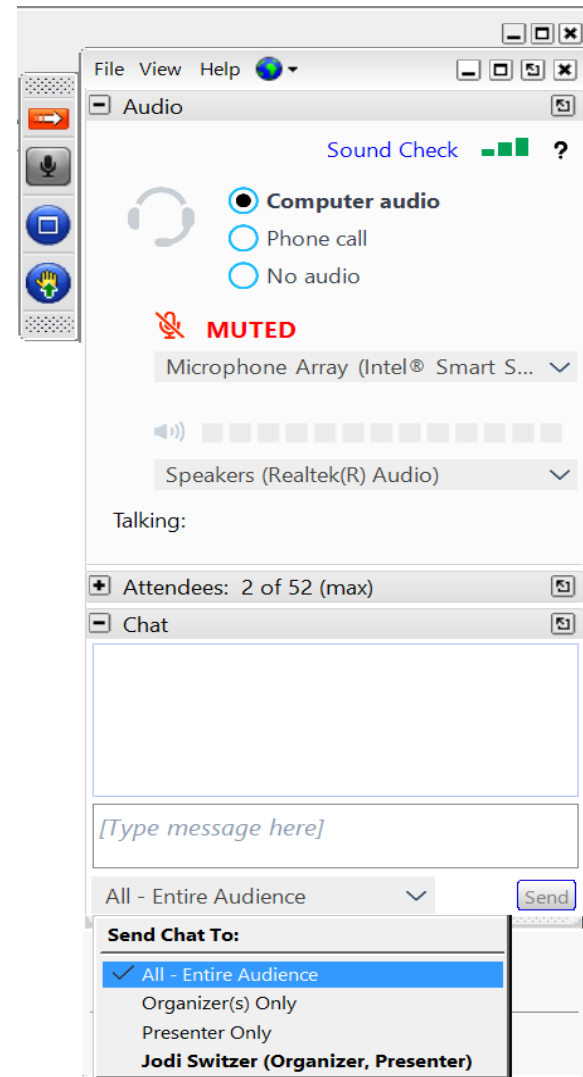 File View Help
Audio
Sound Check ?
Computer audio
Phone call
No audio
MUTED
Microphone Array (Intel® Smart S...
Speakers (Realtek(R) Audio)
Talking:
Attendees: 2 of 52 (max)
Chat
[Type message here]
All - Entire Audience
Send
Send Chat To:
All - Entire Audience
Organizer(s) Only
Presenter Only
Jodi Switzer (Organizer, Presenter)